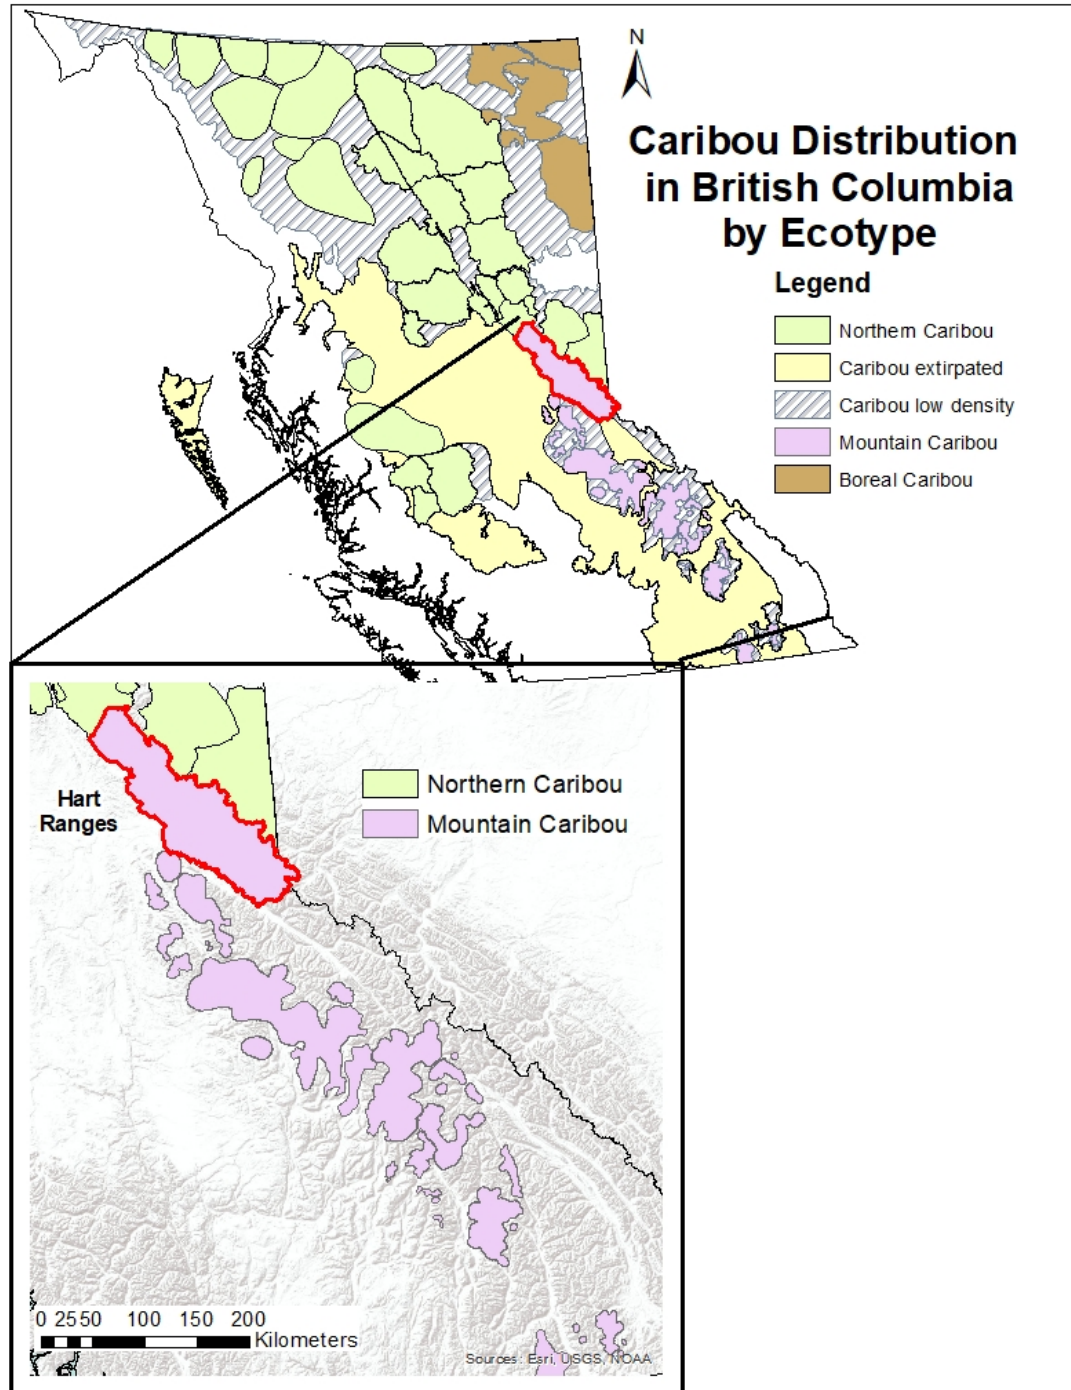 N
Caribou Distribution
in British Columbia
by Ecotype
Legend
Northern Caribou
Caribou extirpated
Caribou low density
Mountain Caribou
Boreal Caribou
Hart
Ranges
Northern Caribou
Mountain Caribou
0 25 50 100 150 200
Kilometers
Sources: Esri, USGS, NOAA